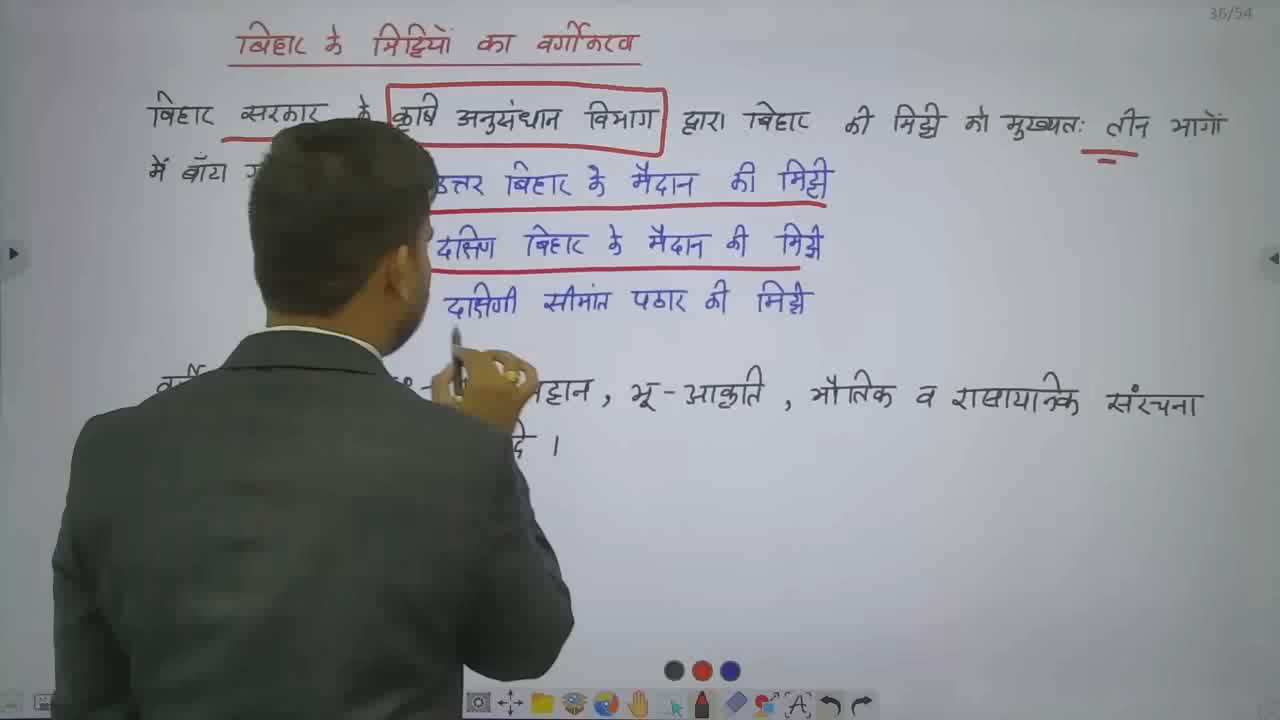 36/54
बिहार के मिट्टियों का वर्गीकरण
बिहार सरकार के कृषि अनुसंधान विभाग द्वारा बिहार की मिट्टी को मुख्यतः तीन भागों
में बाँटा
उत्तर बिहार के मैदान की मिट्टी
दक्षिण बिहार के मैदान की मिट्टी
दक्षिणी सीमांत पठार की मिट्टी
भू-आकृति, भौतिक व रासायनिक संरचना